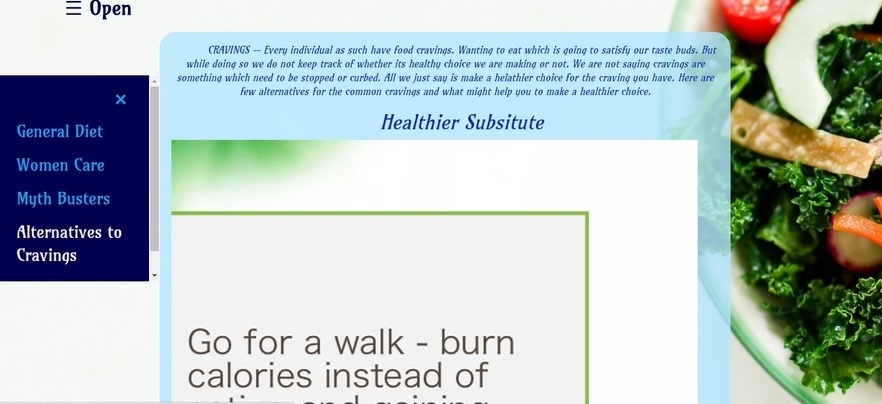 ☰ Open
CRAVINGS -- Every individual as such have food cravings. Wanting to eat which is going to satisfy our taste buds. But
while doing so we do not keep track of whether its healthy choice we are making or not. We are not saying cravings are
something which need to be stopped or curbed. All we just say is make a helathier choice for the craving you have. Here are
few alternatives for the common cravings and what might help you to make a healthier choice.
×
General Diet
Women Care
Myth Busters
Alternatives to
Cravings
Healthier Subsitute
Go for a walk - burn
calories instead of